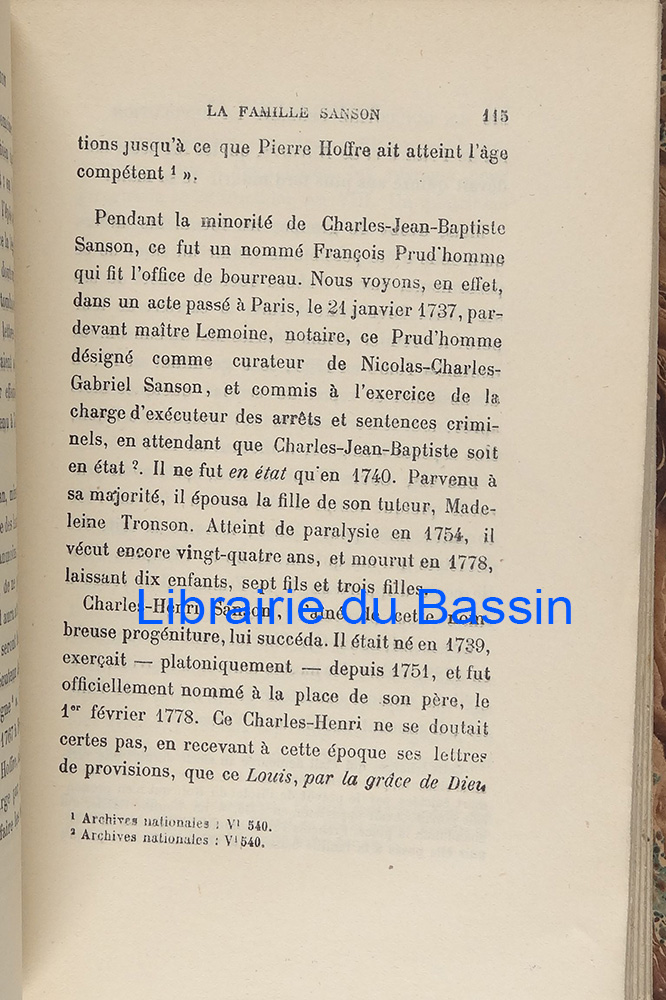 LA FAMILLE SANSON 115
tions jusqu'à ce que Pierre Hoffre ait atteint l'âge
compétent ¹ ».
Pendant la minorité de Charles-Jean-Baptiste
Sanson, ce fut un nommé François Prud'homme
qui fit l'office de bourreau. Nous voyons, en effet,
dans un acte passé à Paris, le 21 janvier 1737, par-
devant maître Lemoine, notaire, ce Prud'homme
désigné comme curateur de Nicolas-Charles-
Gabriel Sanson, et commis à l'exercice de la
charge d'exécuteur des arrêts et sentences crimi-
nels, en attendant que Charles-Jean-Baptiste soit
en état ². Il ne fut en état qu'en 1740. Parvenu à
sa majorité, il épousa la fille de son tuteur, Made-
leine Tronson. Atteint de paralysie en 1754, il
vécut encore vingt-quatre ans, et mourut en 1778,
laissant dix enfants, sept fils et trois filles.
Charles-Henri Sanson, l'aîné de cette nom-
Librairie du Bassin
breuse progéniture, lui succéda. Il était né en 1739,
exerçait — platoniquement — depuis 1751, et fut
officiellement nommé à la place de son père, le
1er février 1778. Ce Charles-Henri ne se doutait
certes pas, en recevant à cette époque ses lettres
de provisions, que ce Louis, par la grâce de Dieu
¹ Archives nationales : V¹ 540.
² Archives nationales : V¹ 540.